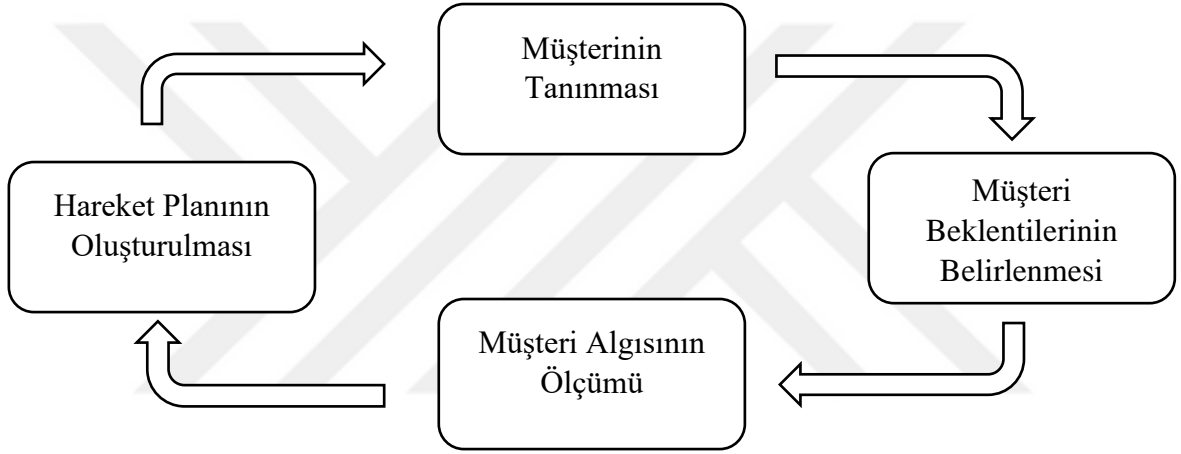 Müşterinin
Tanınması
Müşteri
Beklentilerinin
Belirlenmesi
Müşteri Algısının
Ölçümü
Hareket Planının
Oluşturulması